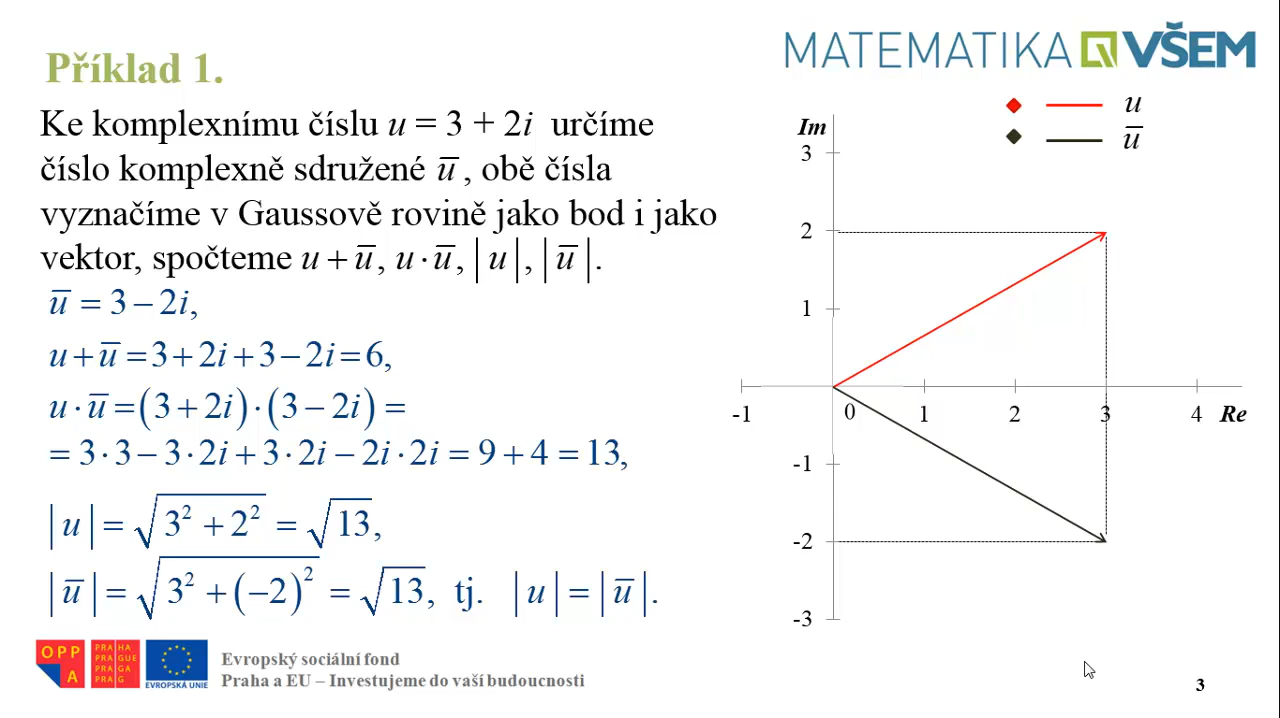 Příklad 1.
MATEMATIKA VŠEM
Ke komplexnímu číslu u = 3 + 2i určíme
číslo komplexně sdružené u̅, obě čísla
vyznačíme v Gaussově rovině jako bod i jako
vektor, spočteme u + u̅, u · u̅, |u|, |u̅|.
u̅ = 3 − 2i,
u + u̅ = 3 + 2i + 3 − 2i = 6,
u · u̅ = (3 + 2i) · (3 − 2i) =
= 3 · 3 − 3 · 2i + 3 · 2i − 2i · 2i = 9 + 4 = 13,
|u| = √(3² + 2²) = √13,
|u̅| = √(3² + (−2)²) = √13, tj. |u| = |u̅|.
u
u̅
Im
3
2
1
-1 0 1 2 3 4 Re
-1
-2
-3
OPP
A
PRAHA
PRAGUE
PRAGA
PRAG
EVROPSKÁ UNIE
Evropský sociální fond
Praha a EU – Investujeme do vaší budoucnosti
3